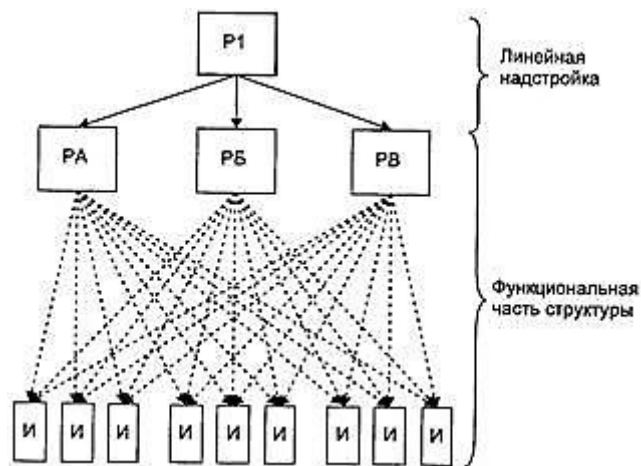 Р1
Линейная
надстройка
РА
РБ
РВ
Функциональная
часть структуры
И
И
И
И
И
И
И
И
И